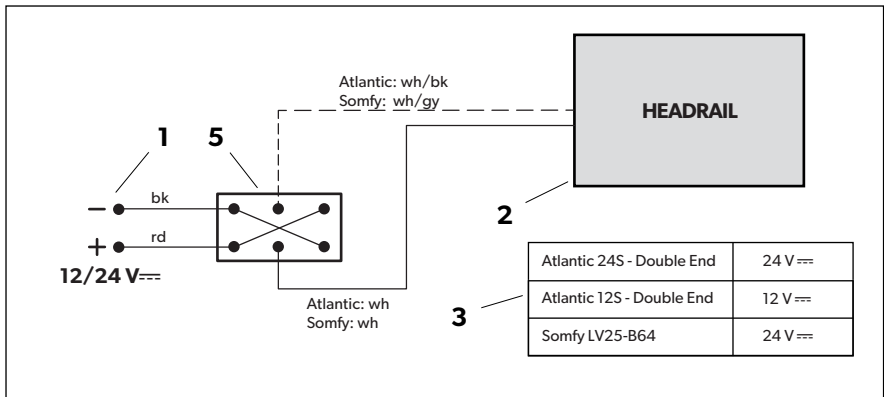 Atlantic: wh/bk
Somfy: wh/gy
HEADRAIL
1
5
bk
2
rd
12/24 V
Atlantic: wh
Somfy: wh
3
Atlantic 24S - Double End 24 V
Atlantic 12S - Double End 12 V
Somfy LV25-B64 24 V